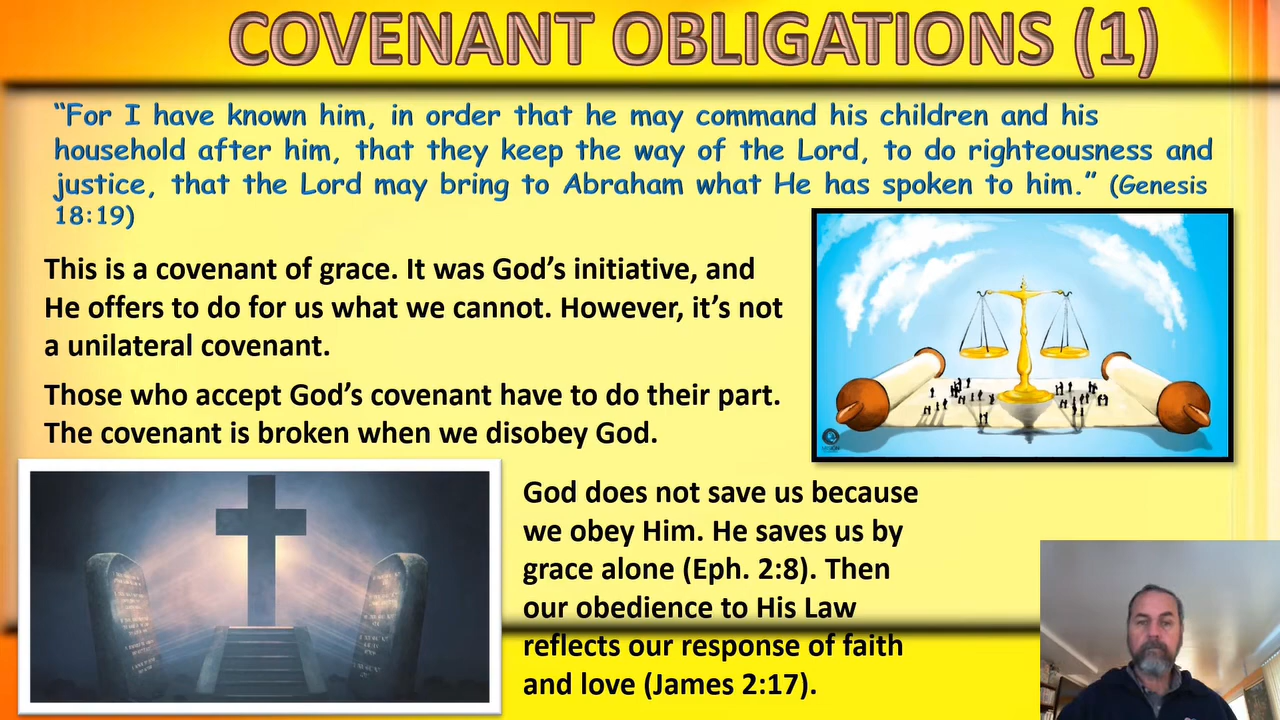 COVENANT OBLIGATIONS (1)
“For I have known him, in order that he may command his children and his
household after him, that they keep the way of the Lord, to do righteousness and
justice, that the Lord may bring to Abraham what He has spoken to him.” (Genesis
18:19)
This is a covenant of grace. It was God’s initiative, and
He offers to do for us what we cannot. However, it’s not
a unilateral covenant.
Those who accept God’s covenant have to do their part.
The covenant is broken when we disobey God.
God does not save us because
we obey Him. He saves us by
grace alone (Eph. 2:8). Then
our obedience to His Law
reflects our response of faith
and love (James 2:17).